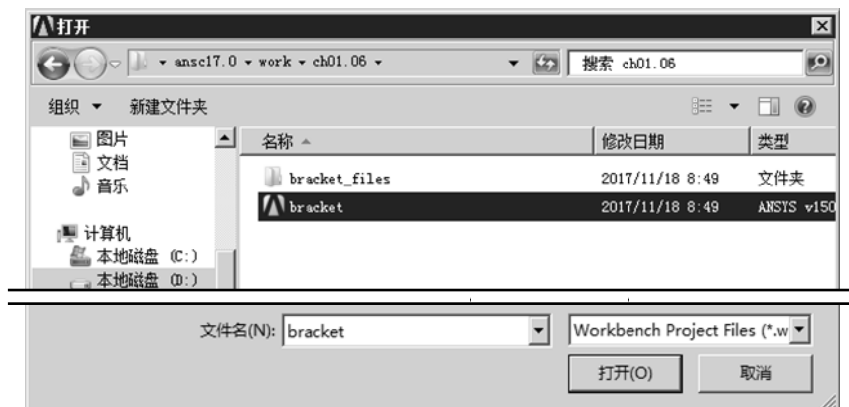 打开
ansc17.0 work ch01.06
搜索 ch01.06
组织 新建文件夹
图片
文档
音乐
计算机
本地磁盘 (C:)
本地磁盘 (D:)
名称 修改日期 类型
bracket_files 2017/11/18 8:49 文件夹
bracket 2017/11/18 8:49 ANSYS v150
文件名(N): bracket
Workbench Project Files (*.w
打开(O) 取消